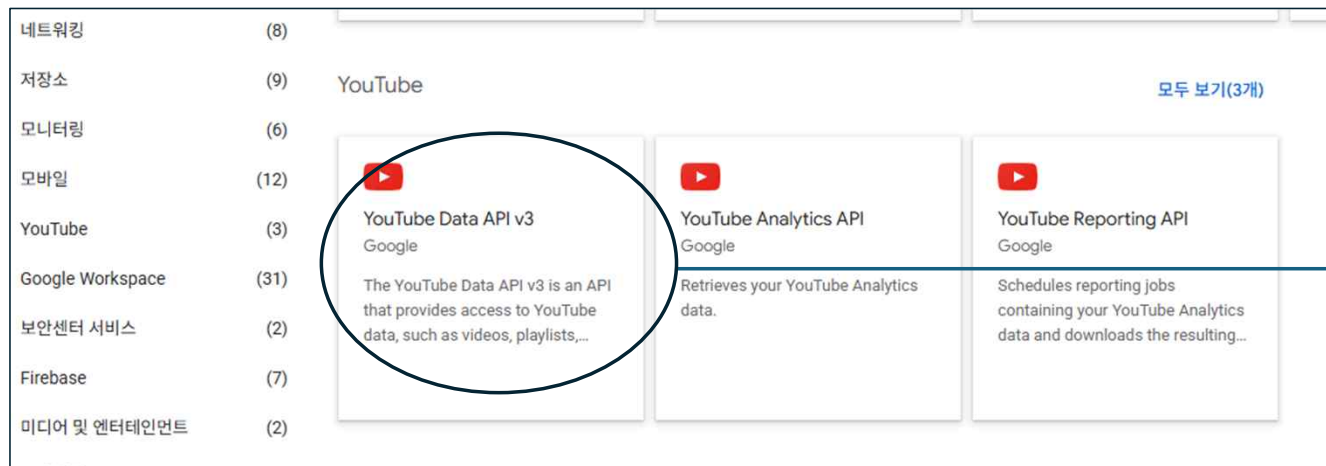 네트워킹 (8)
저장소 (9)
모니터링 (6)
모바일 (12)
YouTube (3)
Google Workspace (31)
보안센터 서비스 (2)
Firebase (7)
미디어 및 엔터테인먼트 (2)
YouTube 모두 보기(3개)
YouTube Data API v3
Google
The YouTube Data API v3 is an API
that provides access to YouTube
data, such as videos, playlists,...
YouTube Analytics API
Google
Retrieves your YouTube Analytics
data.
YouTube Reporting API
Google
Schedules reporting jobs
containing your YouTube Analytics
data and downloads the resulting...